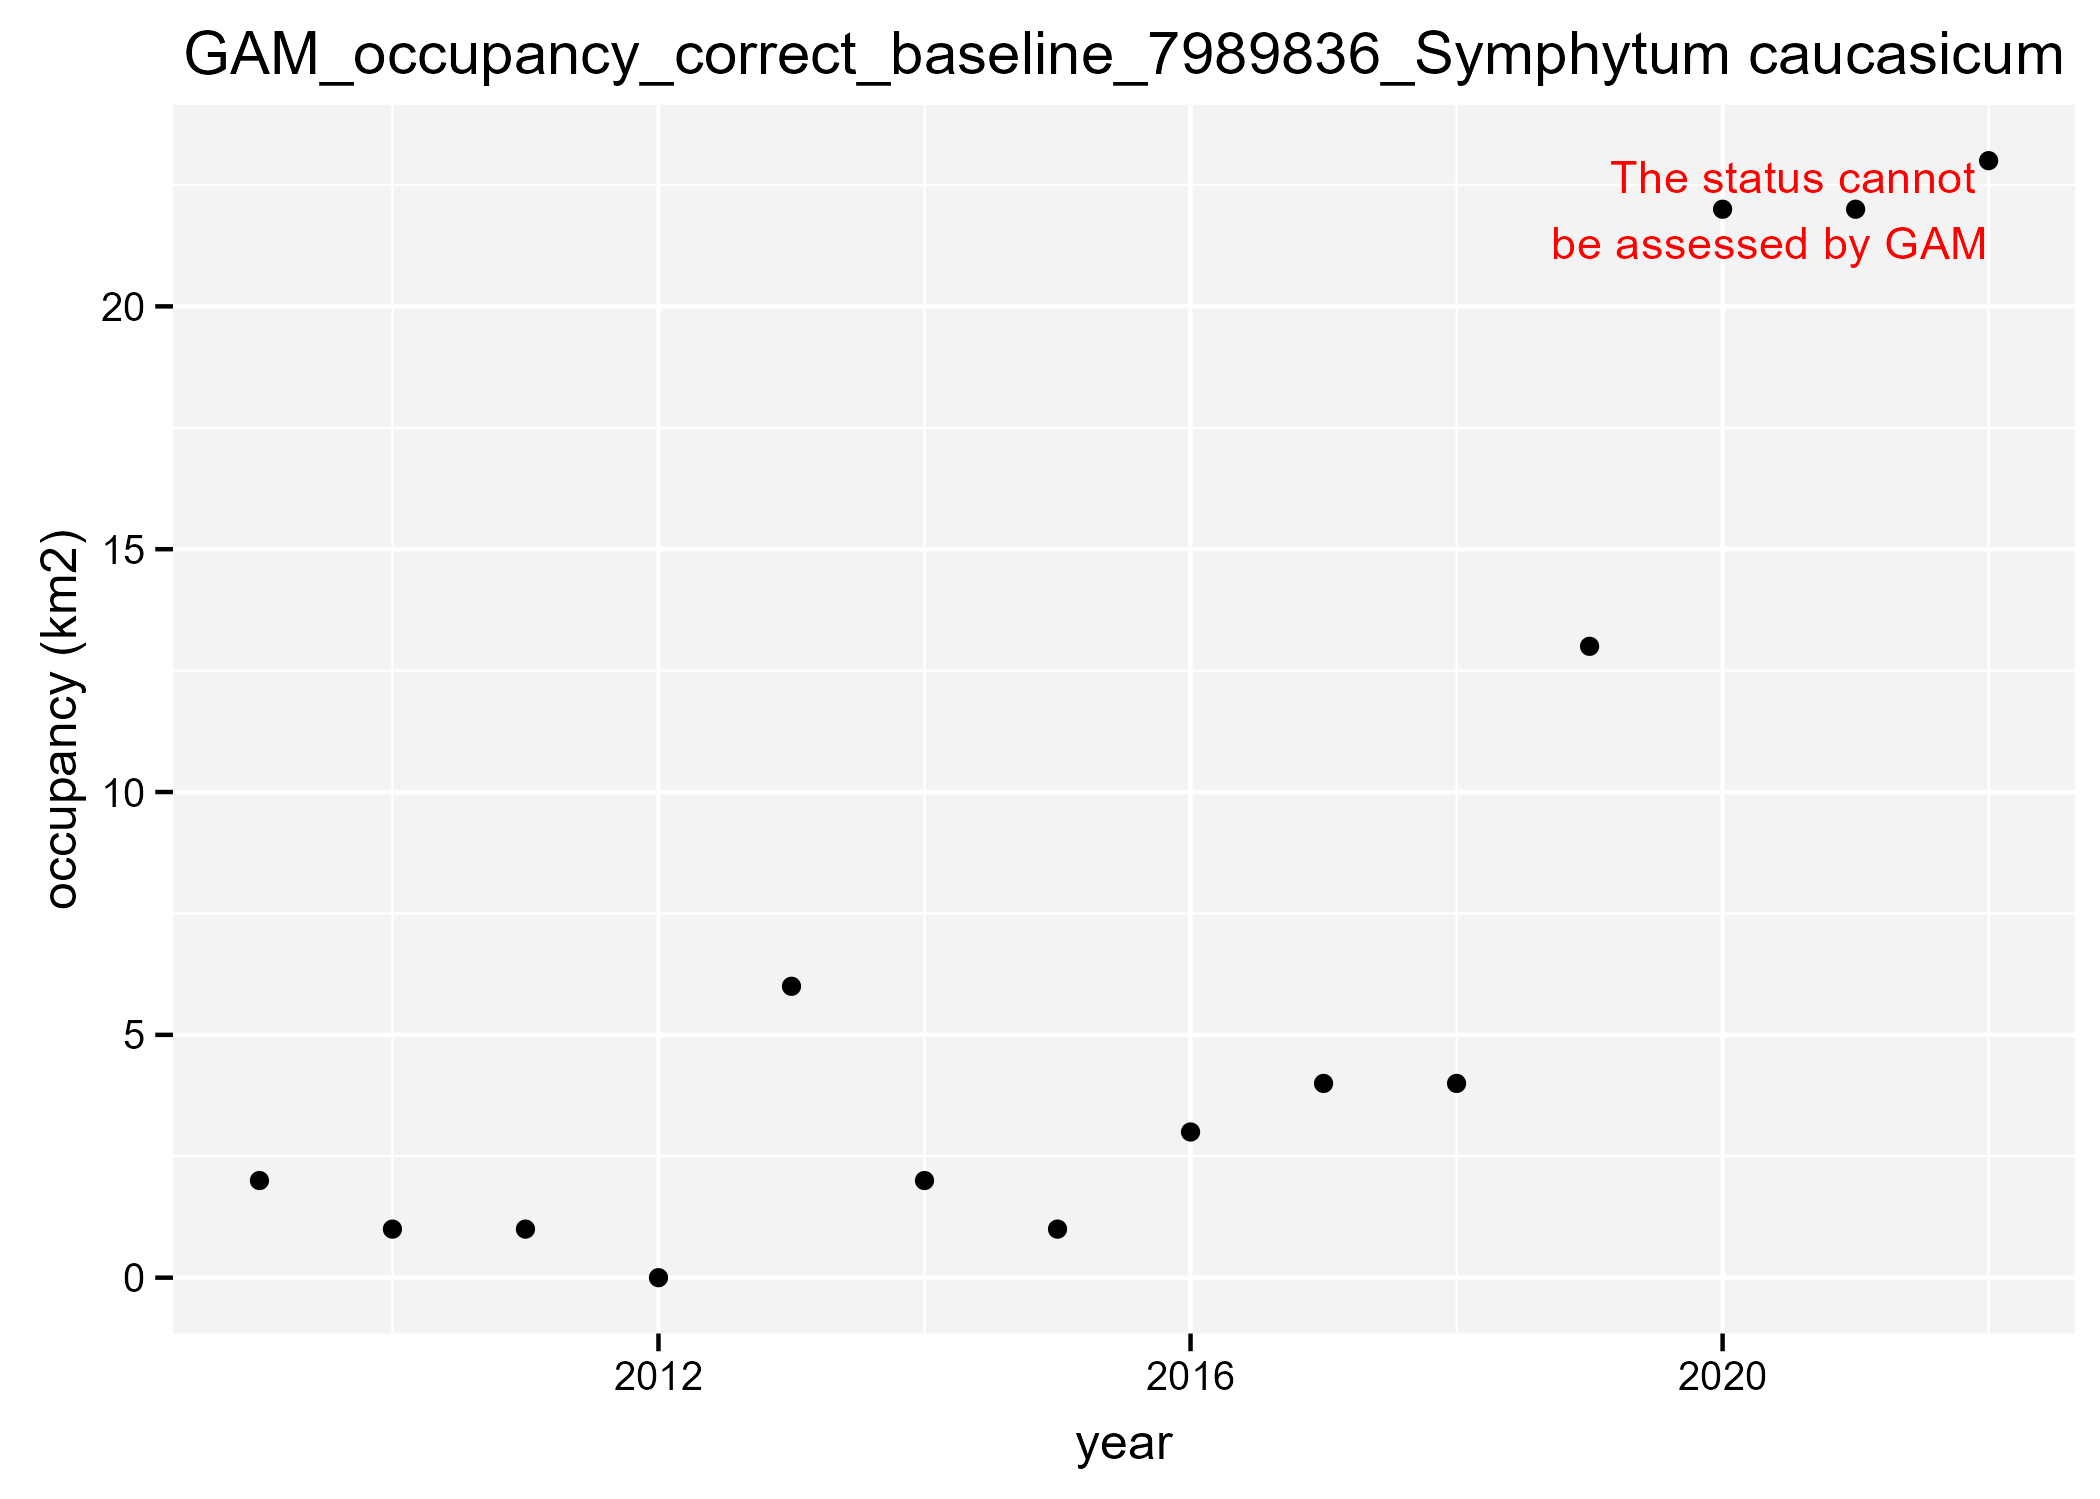 GAM_occupancy_correct_baseline_7989836_Symphytum caucasicum
The status cannot
be assessed by GAM
occupancy (km2)
20
15
10
5
0
2012
2016
2020
year